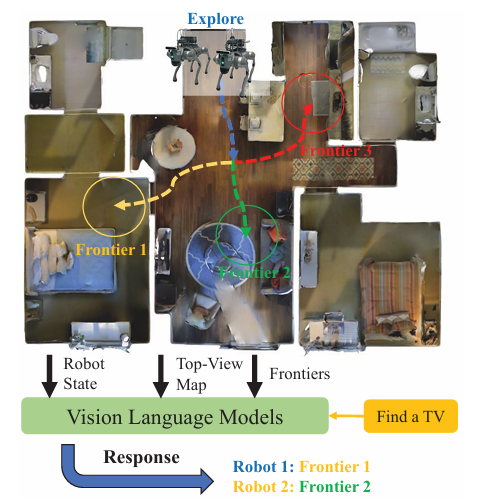 Explore
Frontier 3
Frontier 1
Frontier 2
Robot
State
Top-View
Map
Frontiers
Vision Language Models
Find a TV
Response
Robot 1: Frontier 1
Robot 2: Frontier 2